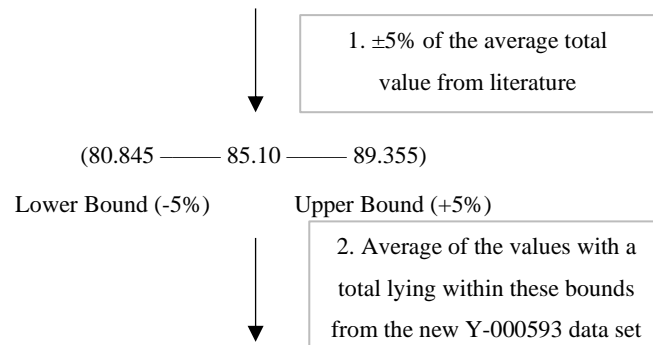 1. ±5% of the average total
value from literature
(80.845 ——— 85.10 ——— 89.355)
Lower Bound (-5%) Upper Bound (+5%)
2. Average of the values with a
total lying within these bounds
from the new Y-000593 data set